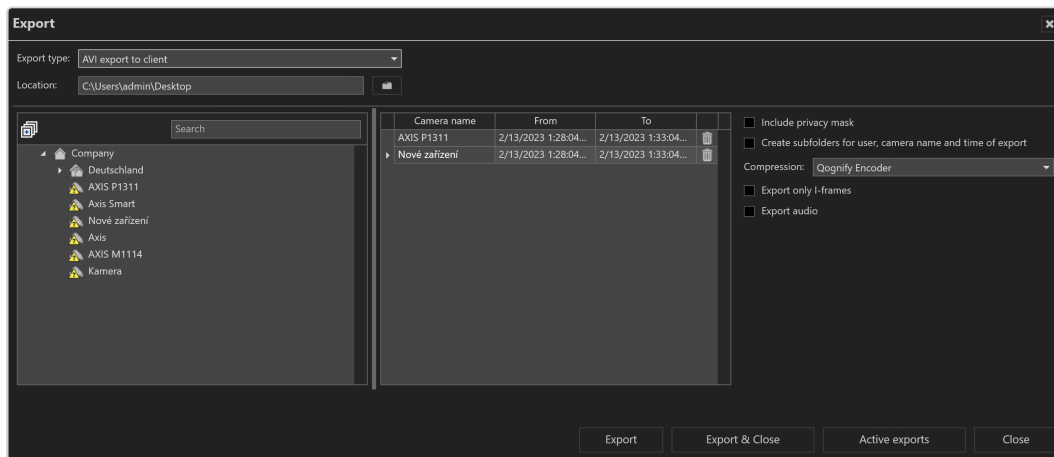 Export
Export type: AVI export to client
Location: C:\Users\admin\Desktop
Search
Company
Deutschland
AXIS P1311
Axis Smart
Nové zařízení
Axis
AXIS M1114
Kamera
Camera name From To
AXIS P1311 2/13/2023 1:28:04... 2/13/2023 1:33:04...
Nové zařízení 2/13/2023 1:28:04... 2/13/2023 1:33:04...
Include privacy mask
Create subfolders for user, camera name and time of export
Compression: Qognify Encoder
Export only I-frames
Export audio
Export Export & Close Active exports Close